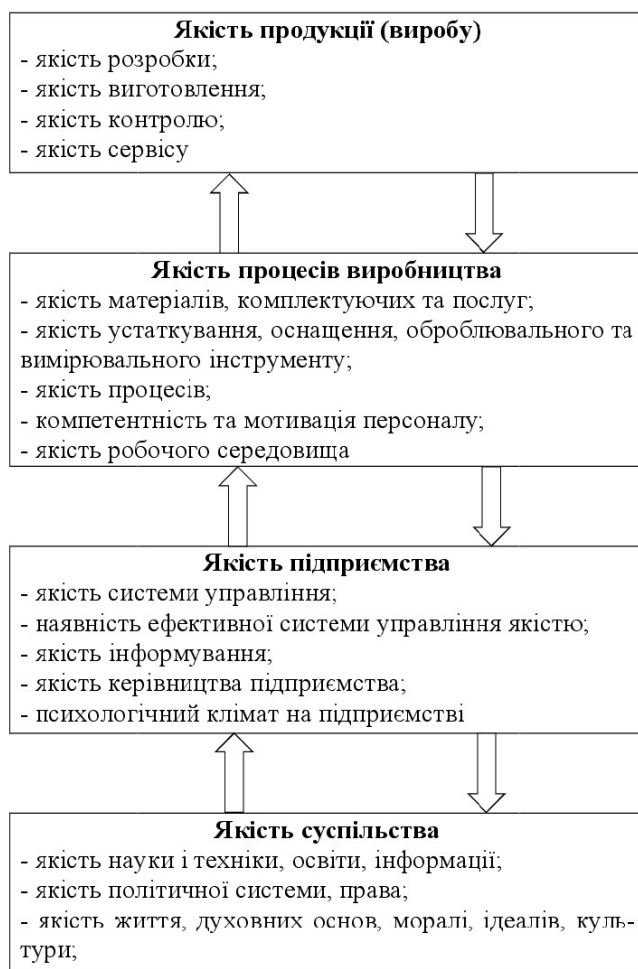 Якість продукції (виробу)
- якість розробки;
- якість виготовлення;
- якість контролю;
- якість сервісу
Якість процесів виробництва
- якість матеріалів, комплектуючих та послуг;
- якість устаткування, оснащення, оброблювального та
вимірювального інструменту;
- якість процесів;
- компетентність та мотивація персоналу;
- якість робочого середовища
Якість підприємства
- якість системи управління;
- наявність ефективної системи управління якістю;
- якість інформування;
- якість керівництва підприємства;
- психологічний клімат на підприємстві
Якість суспільства
- якість науки і техніки, освіти, інформації;
- якість політичної системи, права;
- якість життя, духовних основ, моралі, ідеалів, куль-
тури;